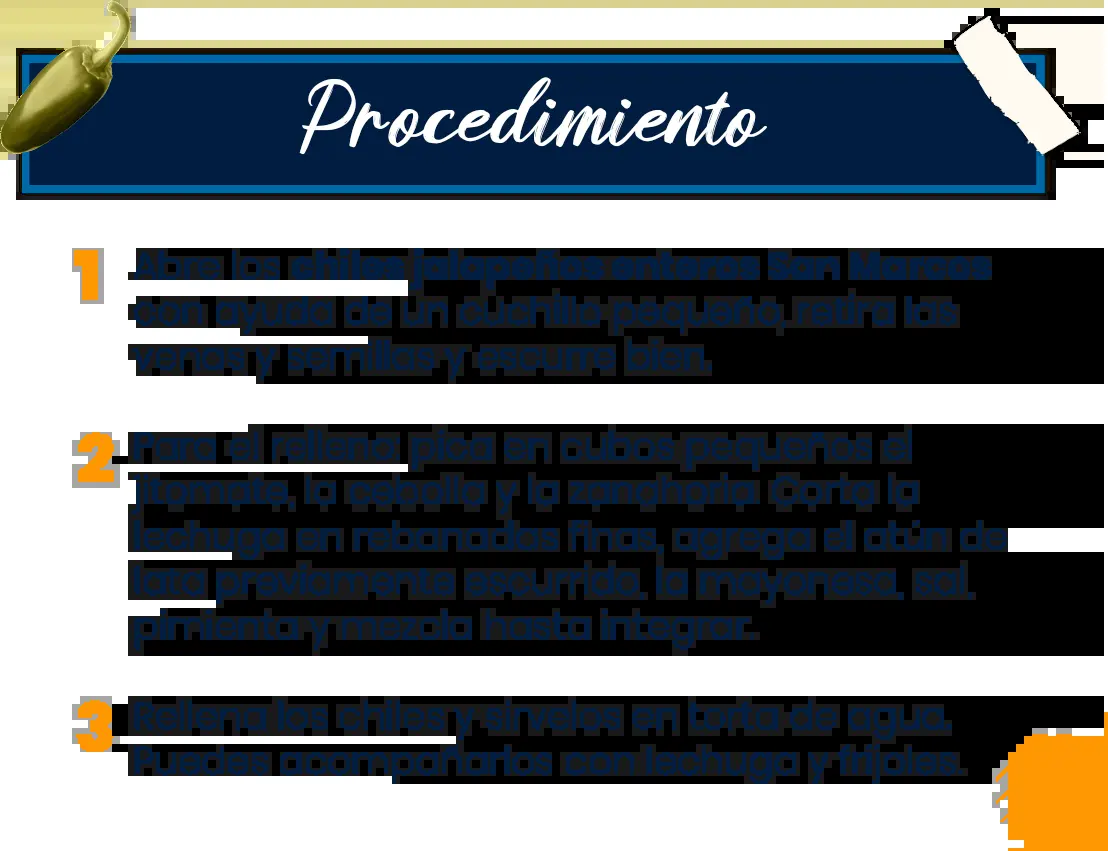 Procedimiento
1 Abre los chiles jalapeños enteros San Marcos
con ayuda de un cuchillo pequeño, retira las
venas y semillas y escurre bien.
2 Para el relleno: pica en cubos pequeños el
jitomate, la cebolla y la zanahoria. Corta la
lechuga en rebanadas finas, agrega el atún de
lata previamente escurrido, la mayonesa, sal,
pimienta y mezcla hasta integrar.
3 Rellena los chiles y sírvelos en torta de agua.
Puedes acompañarlos con lechuga y frijoles.